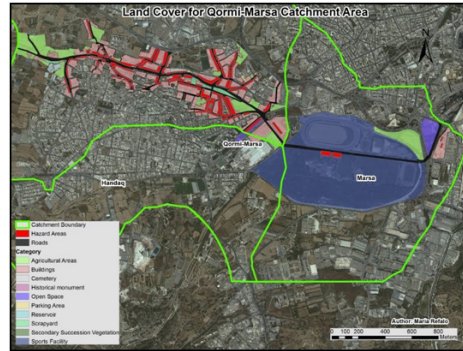 Land Cover for Qormi-Marsa Catchment Area
N
Qormi-Marsa
Handaq
Marsa
Catchment Boundary
Hazard Areas
Roads
Category
Agricultural Areas
Buildings
Cemetery
Historical monument
Open Space
Parking Area
Reservoir
Scrapyard
Secondary Succession Vegetation
Sports Facility
Author: Maria Refalo
0 100 200 400 600 800
Meters